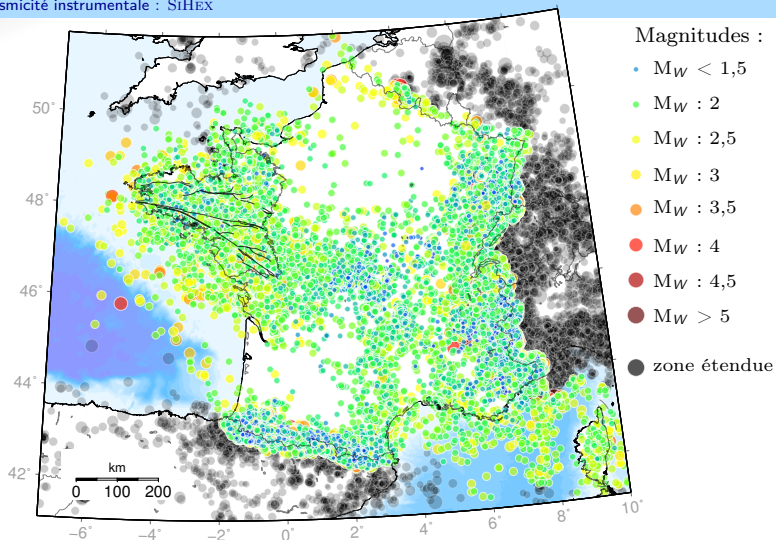 smicité instrumentale : SiHex
Magnitudes :
M_W < 1,5
M_W : 2
M_W : 2,5
M_W : 3
M_W : 3,5
M_W : 4
M_W : 4,5
M_W > 5
zone étendue
50°
48°
46°
44°
42°
km
0 100 200
−6° −4° −2° 0° 2° 4° 6° 8° 10°